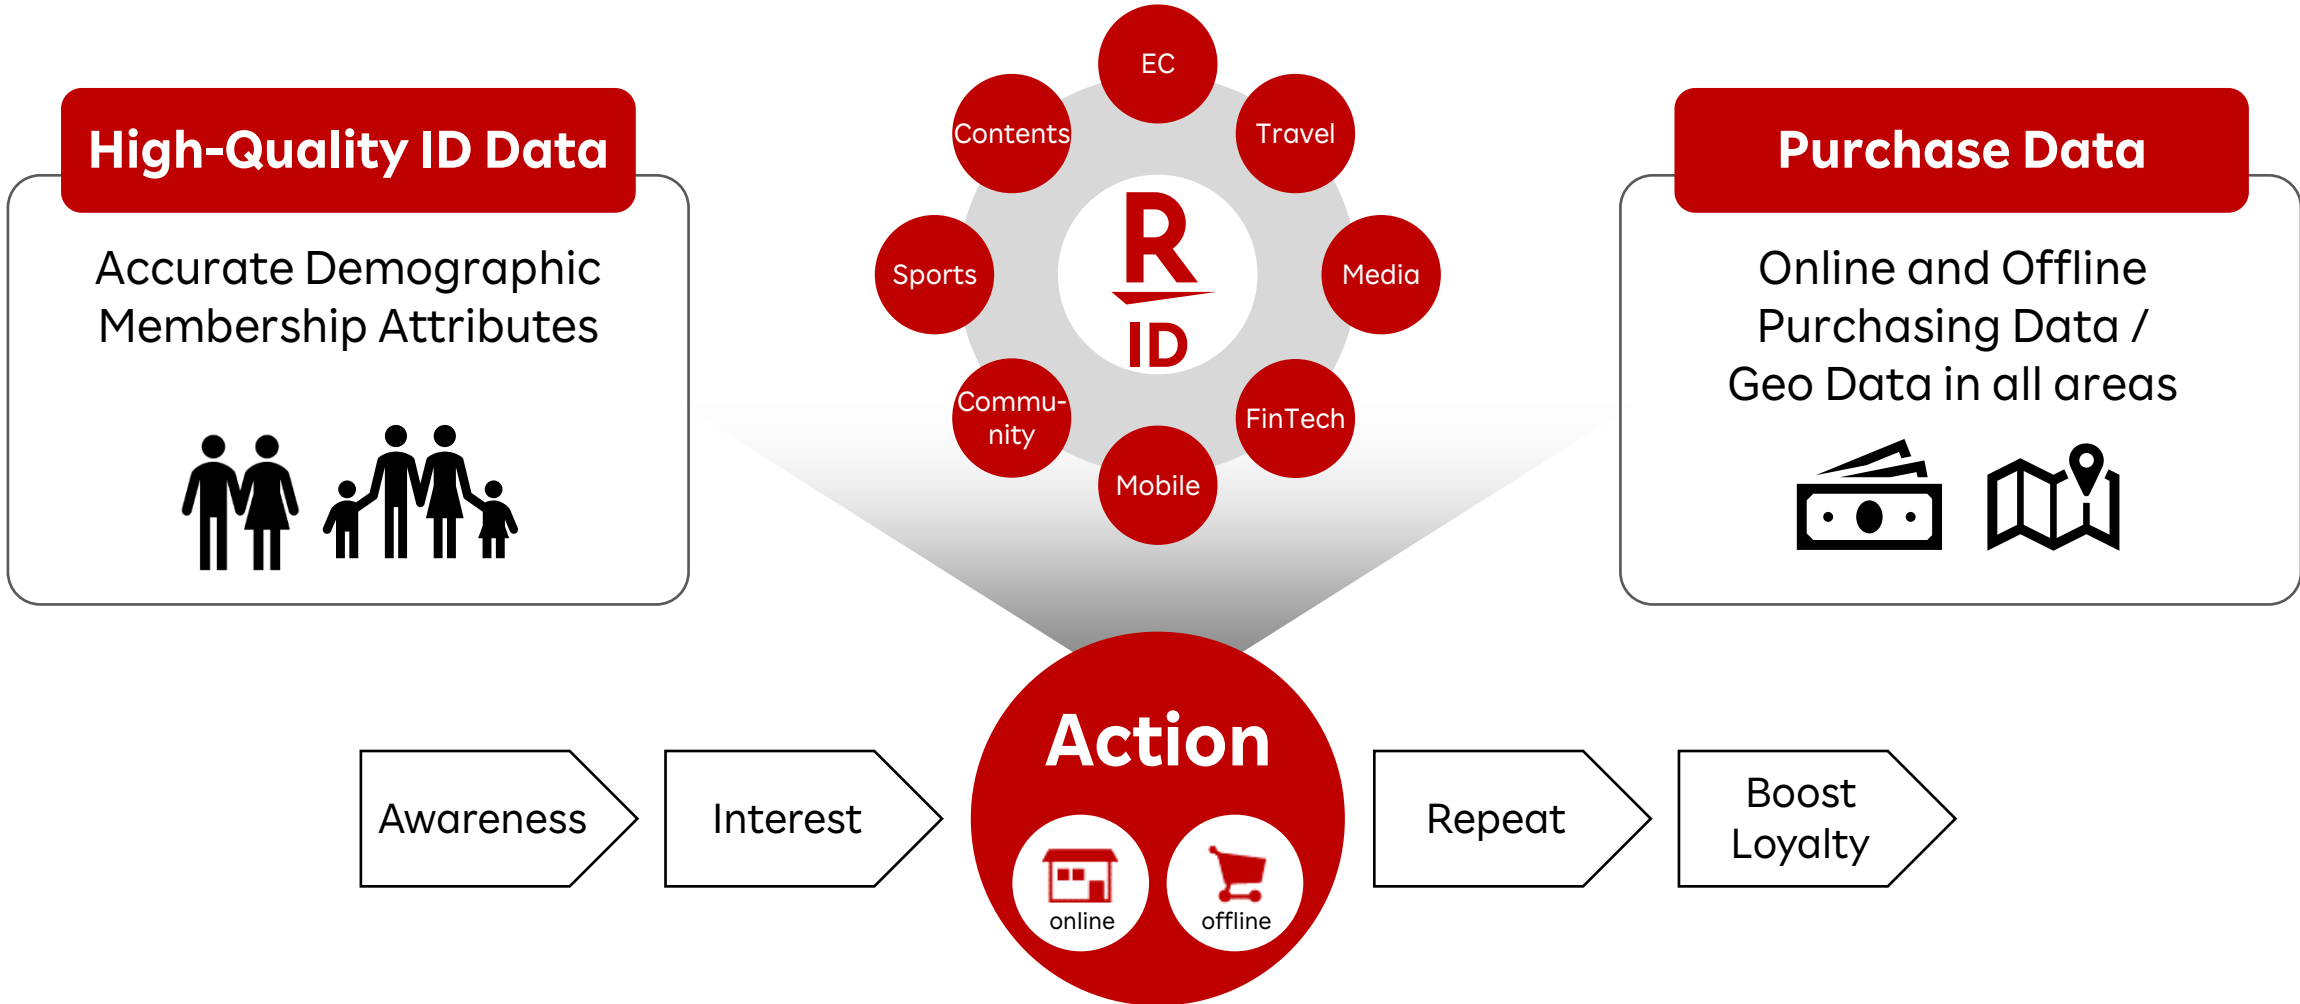 High-Quality ID Data
Accurate Demographic
Membership Attributes
EC
Contents
Travel
Sports
R
ID
Media
Commu-
nity
FinTech
Mobile
Purchase Data
Online and Offline
Purchasing Data /
Geo Data in all areas
Awareness
Interest
Action
online
offline
Repeat
Boost
Loyalty